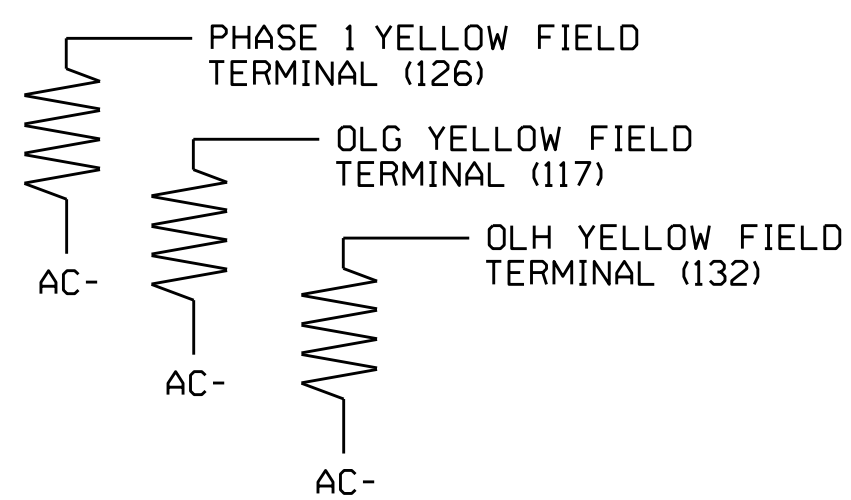 PHASE 1 YELLOW FIELD
TERMINAL (126)
AC-
OLG YELLOW FIELD
TERMINAL (117)
AC-
OLH YELLOW FIELD
TERMINAL (132)
AC-